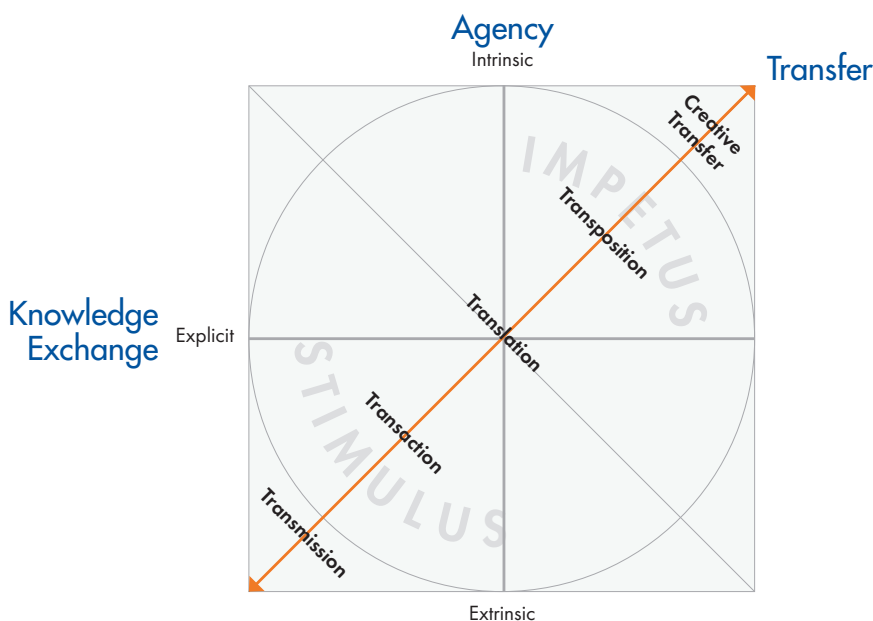 Agency
Intrinsic
Transfer
Creative
Transfer
IMPETUS
Transposition
Knowledge
Exchange
Explicit
Translation
STIMULUS
Transaction
Transmission
Extrinsic